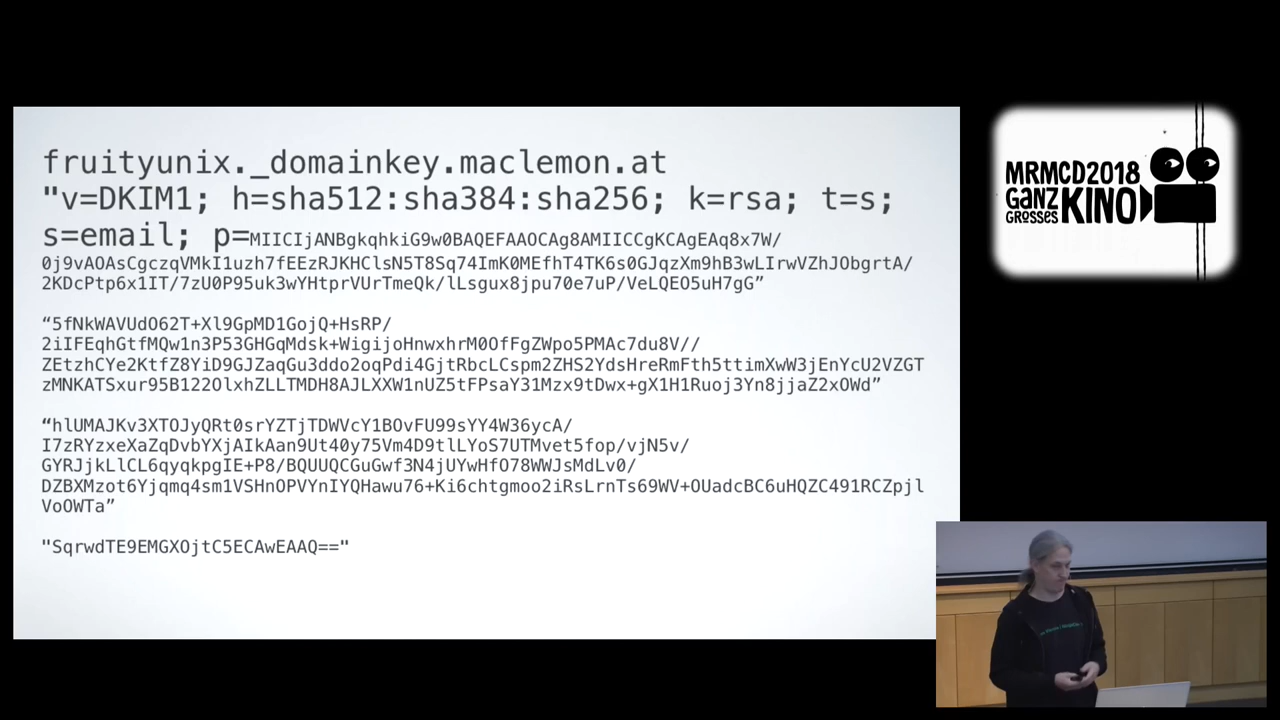 fruityunix._domainkey.maclemon.at
"v=DKIM1; h=sha512:sha384:sha256; k=rsa; t=s;
s=email; p=MIICIjANBgkqhkiG9w0BAQEFAAOCAg8AMIICCgKCAgEAq8x7W/
0j9vAOAsCgczqVMkI1uzh7fEEzRJKHClsN5T8Sq74ImK0MEfhT4TK6s0GJqzXm9hB3wLIrwVZhJObgrtA/
2KDcPtp6x1IT/7zU0P95uk3wYHtprVUrTmeQk/lLsgux8jpu70e7uP/VeLQEO5uH7gG”
“5fNkWAVUdO62T+Xl9GpMD1GojQ+HsRP/
2iIFEqhGtfMQw1n3P53GHGqMdsk+WigijoHnwxhrM0OfFgZWpo5PMAc7du8V//
ZEtzhCYe2KtfZ8YiD9GJZaqGu3ddo2oqPdi4GjtRbcLCspm2ZHS2YdsHreRmFth5ttimXwW3jEnYcU2VZGT
zMNKATSxur95B122OlxhZLLTMDH8AJLXXW1nUZ5tFPsaY31Mzx9tDwx+gX1H1Ruoj3Yn8jjaZ2xOWd”
“hlUMAJKv3XTOJyQRt0srYZTjTDWVcY1BOvFU99sYY4W36ycA/
I7zRYzxeXaZqDvbYXjAIkAan9Ut40y75Vm4D9tlLYoS7UTMvet5fop/vjN5v/
GYRJjkLlCL6qyqkpgIE+P8/BQUUQCGuGwf3N4jUYwHfO78WWJsMdLv0/
DZBXMzot6Yjqmq4sm1VSHnOPVYnIYQHawu76+Ki6chtgmoo2iRsLrnTs69WV+OUadcBC6uHQZC491RCZpjl
VoOWTa”
"SqrwdTE9EMGXOjtC5ECAwEAAQ=="
MRMCD2018
GANZ
GROSSES
KINO